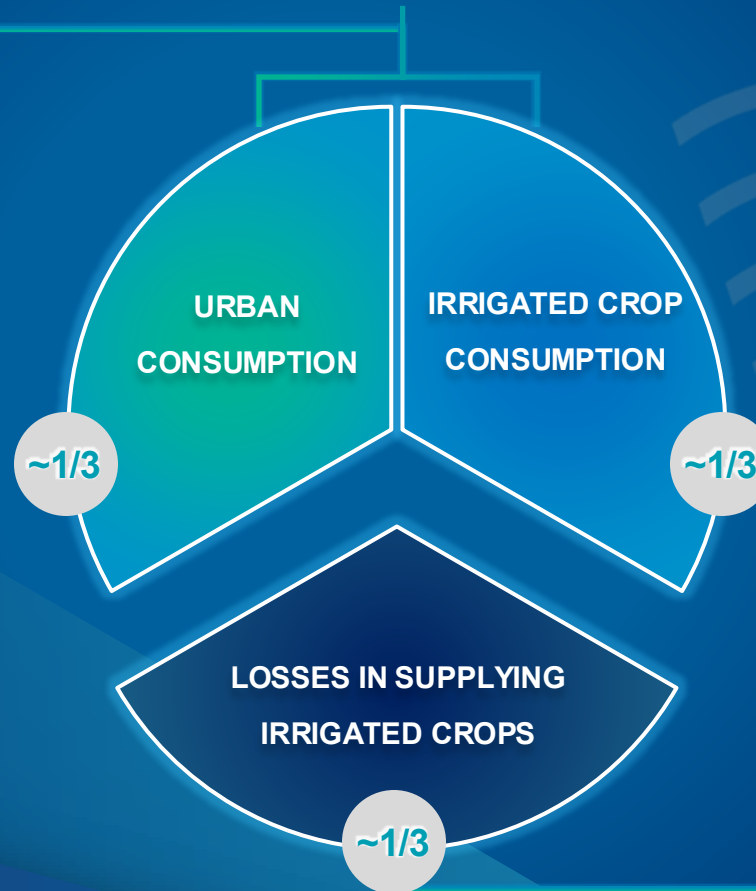 URBAN
CONSUMPTION
IRRIGATED CROP
CONSUMPTION
~1/3
~1/3
LOSSES IN SUPPLYING
IRRIGATED CROPS
~1/3